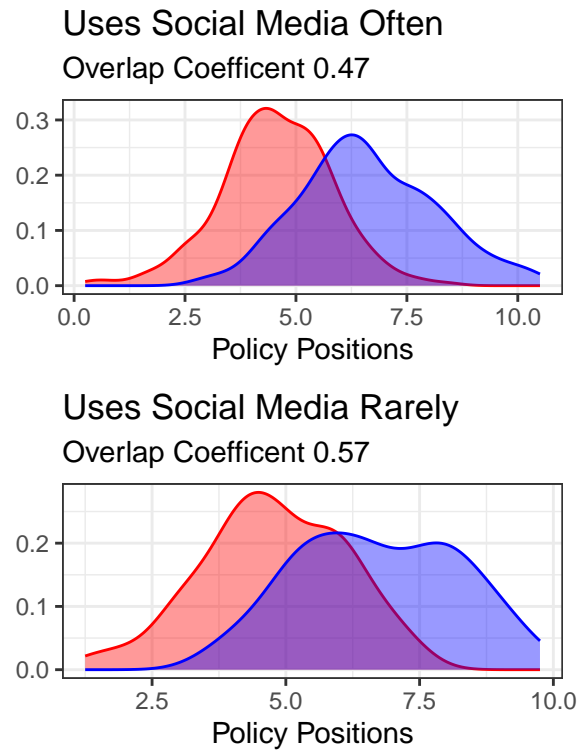 Uses Social Media Often
Overlap Coefficent 0.47
0.3
0.2
0.1
0.0
0.0 2.5 5.0 7.5 10.0
Policy Positions
Uses Social Media Rarely
Overlap Coefficent 0.57
0.2
0.1
0.0
2.5 5.0 7.5 10.0
Policy Positions